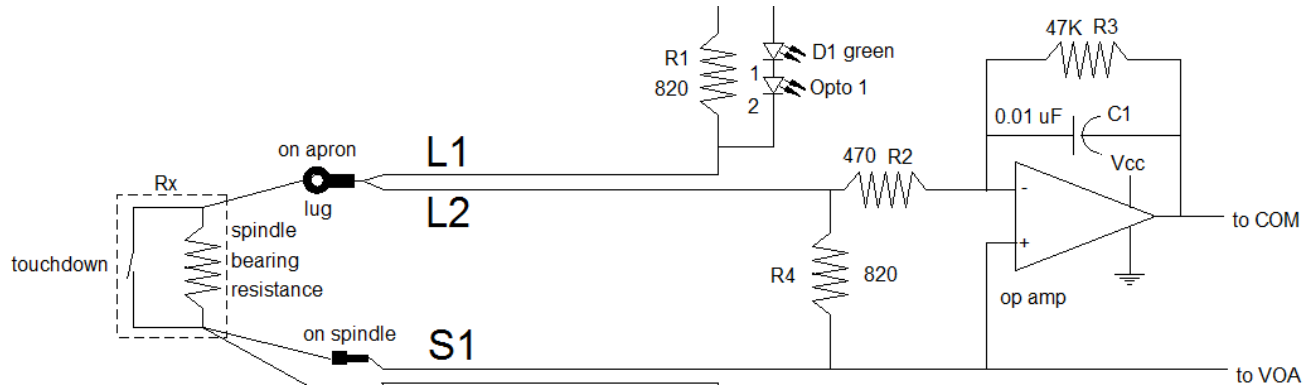 47K R3
R1
820
D1 green
1
Opto 1
2
0.01 uF
C1
on apron
L1
470 R2
Vcc
Rx
lug
L2
-
to COM
spindle
touchdown
bearing
resistance
R4
820
+
op amp
on spindle
S1
to VOA